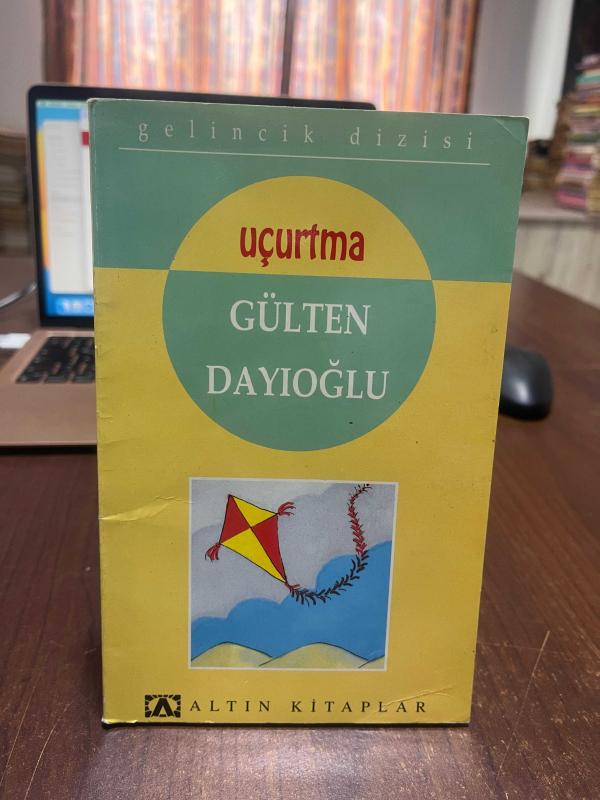 gelincik dizisi
uçurtma
GÜLTEN
DAYIOĞLU
ALTIN KİTAPLAR